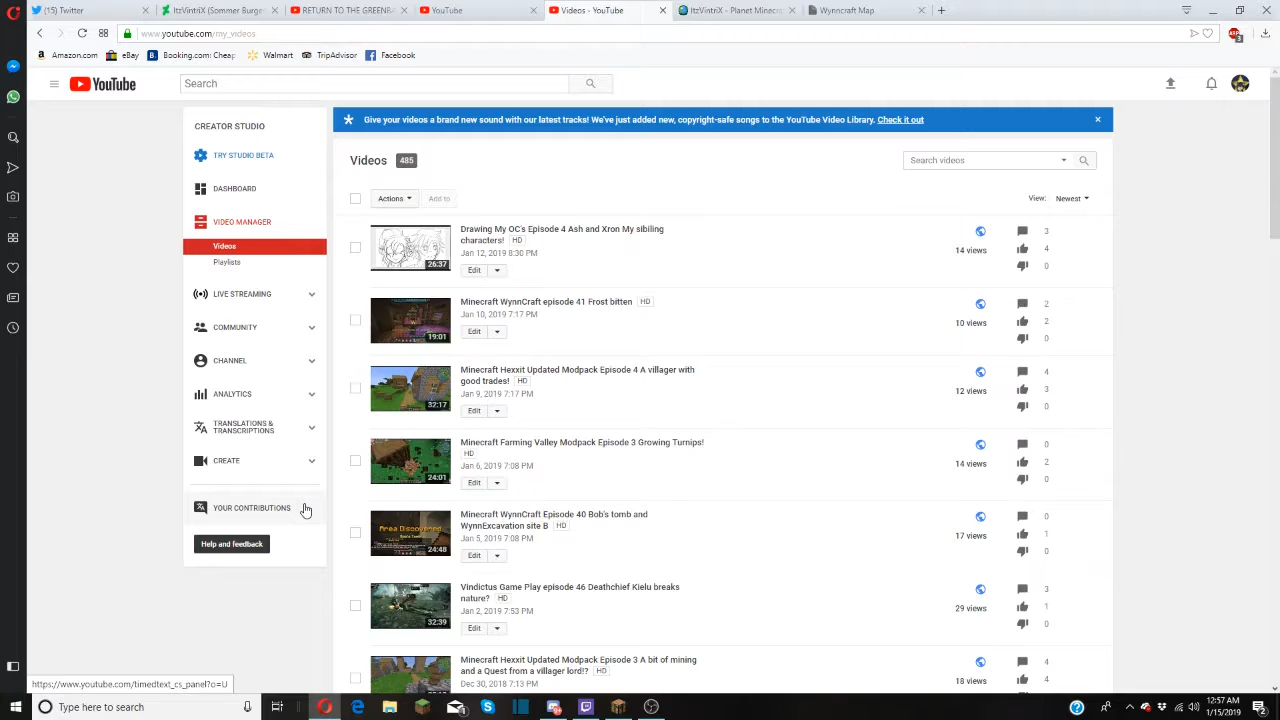 (15) Twitter
ItzVintriX (Sommer Burges
RETURN TO THE GREENBA
YouTube
Videos - YouTube
ItzVintriX - Planet Minecr
Wynncraft Map
www.youtube.com/my_videos
Amazon.com
eBay
Booking.com: Cheap
Walmart
TripAdvisor
Facebook
YouTube
Search
CREATOR STUDIO
TRY STUDIO BETA
DASHBOARD
VIDEO MANAGER
Videos
Playlists
LIVE STREAMING
COMMUNITY
CHANNEL
ANALYTICS
TRANSLATIONS &
TRANSCRIPTIONS
CREATE
YOUR CONTRIBUTIONS
Help and feedback
Give your videos a brand new sound with our latest tracks! We've just added new, copyright-safe songs to the YouTube Video Library. Check it out
Videos 485
Search videos
Actions
Add to
View: Newest
Drawing My OC's Episode 4 Ash and Xron My sibiling
characters! HD
Jan 12, 2019 8:30 PM
Edit
26:37
14 views
3
4
0
Minecraft WynnCraft episode 41 Frost bitten HD
Jan 10, 2019 7:17 PM
Edit
19:01
10 views
2
2
0
Minecraft Hexxit Updated Modpack Episode 4 A villager with
good trades! HD
Jan 9, 2019 7:17 PM
Edit
32:17
12 views
4
3
0
Minecraft Farming Valley Modpack Episode 3 Growing Turnips!
HD
Jan 6, 2019 7:08 PM
Edit
24:01
14 views
0
2
0
Minecraft WynnCraft Episode 40 Bob's tomb and
WynnExcavation site B HD
Jan 5, 2019 7:08 PM
Edit
Area Discovered
24:48
17 views
0
1
0
Vindictus Game Play episode 46 Deathchief Kielu breaks
nature? HD
Jan 2, 2019 7:53 PM
Edit
32:39
29 views
3
1
0
Minecraft Hexxit Updated Modpack Episode 3 A bit of mining
and a Quest from a villager lord!? HD
Dec 30, 2018 7:13 PM
18 views
4
4
https://www.youtube.com/timedtext_cs_panel?o=U
Type here to search
12:57 AM
1/15/2019